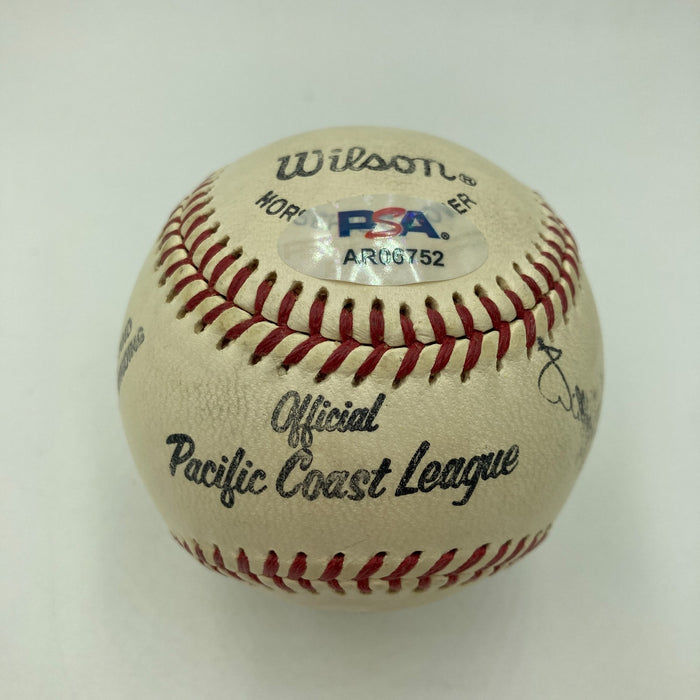 Wilson®
PSA®
AR06752
Official
Pacific Coast League